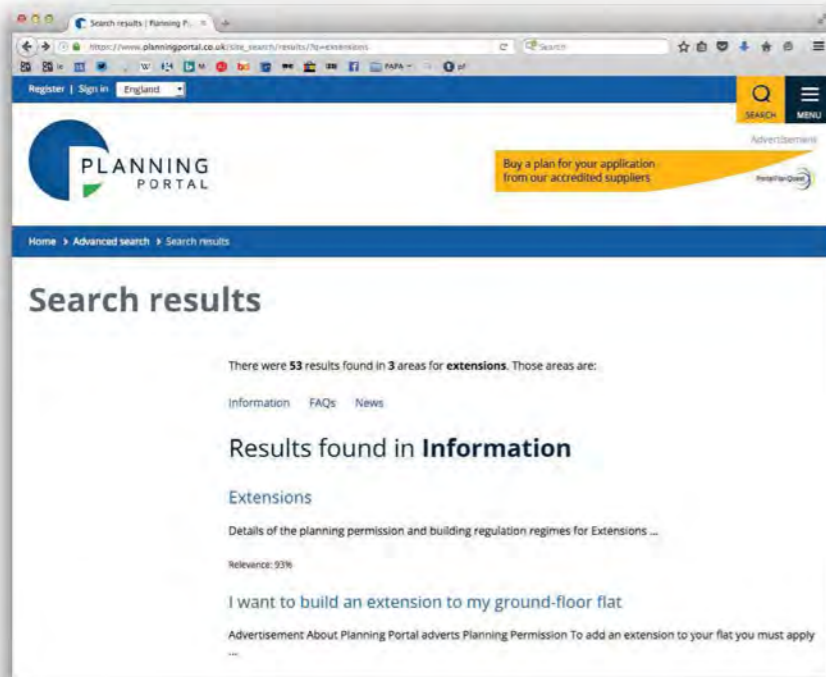 Search results | Planning P...
https://www.planningportal.co.uk/site_search/results/?q=extensions
Search
PAPA
Register | Sign in England
SEARCH MENU
Advertisement
PLANNING
PORTAL
Buy a plan for your application
from our accredited suppliers
Home > Advanced search > Search results
Search results
There were 53 results found in 3 areas for extensions. Those areas are:
Information FAQs News
Results found in Information
Extensions
Details of the planning permission and building regulation regimes for Extensions ...
Relevance: 93%
I want to build an extension to my ground-floor flat
Advertisement About Planning Portal adverts Planning Permission To add an extension to your flat you must apply
...